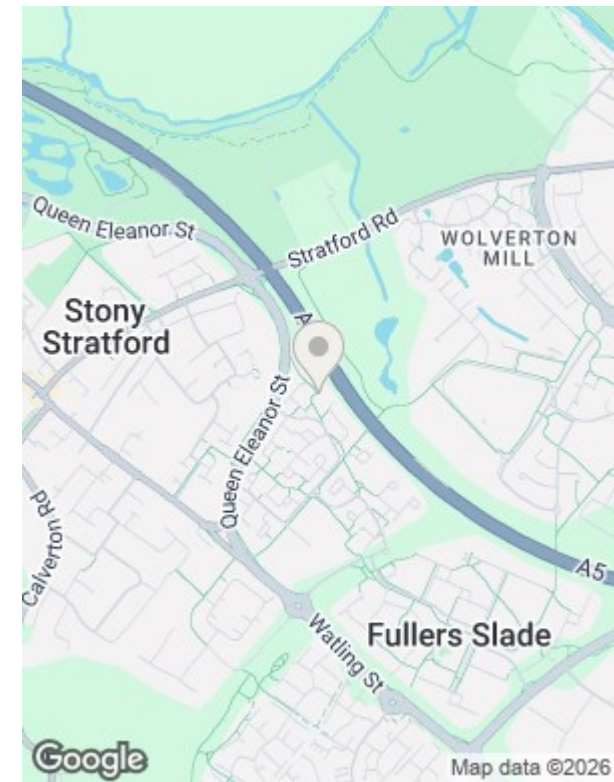 Queen Eleanor St
Stratford Rd
WOLVERTON
MILL
Stony
Stratford
A
Queen Eleanor St
Calverton Rd
A5
Fullers Slade
Watling St
Google
Map data ©2026